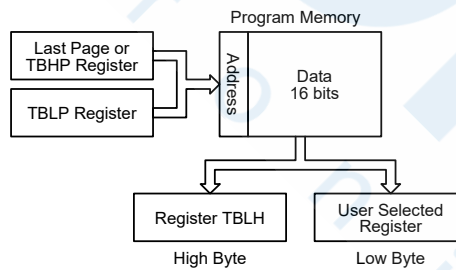 Program Memory
Last Page or
TBHP Register
TBLP Register
Address
Data
16 bits
Register TBLH
User Selected
Register
High Byte
Low Byte